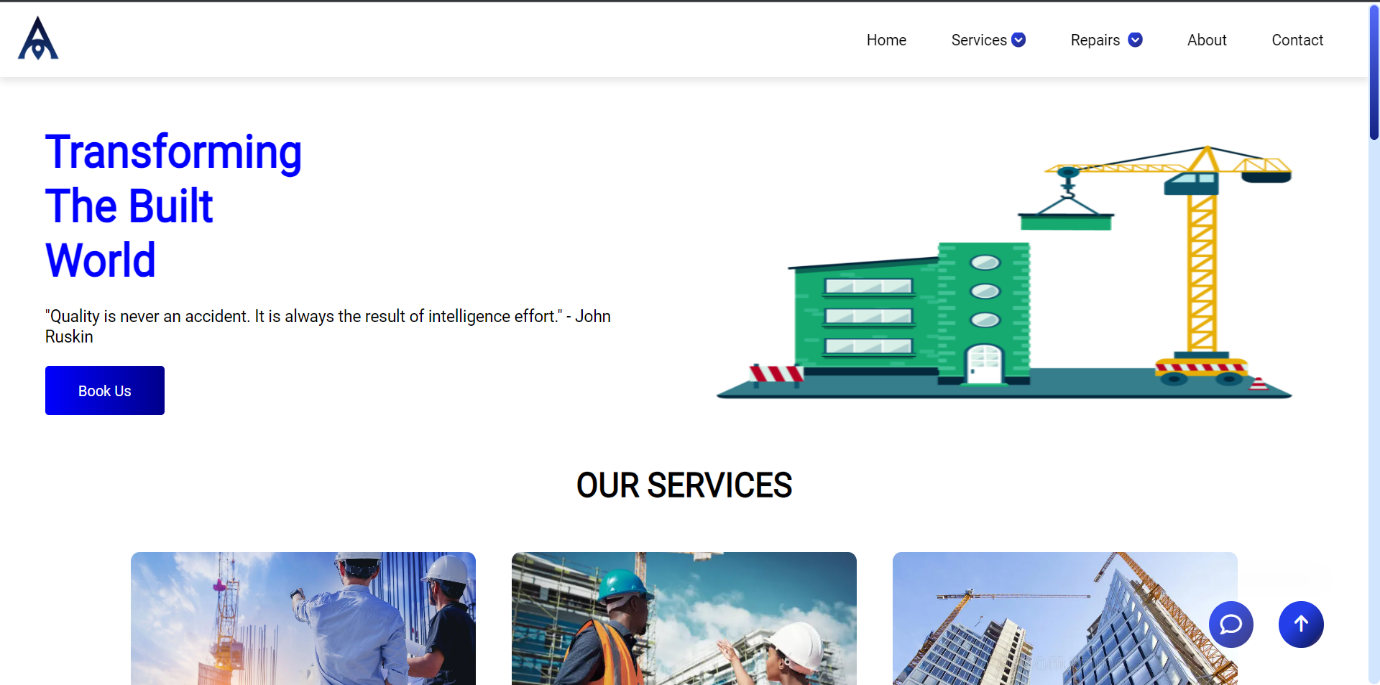 Home Services Repairs About Contact
Transforming
The Built
World
"Quality is never an accident. It is always the result of intelligence effort." - John
Ruskin
Book Us
OUR SERVICES